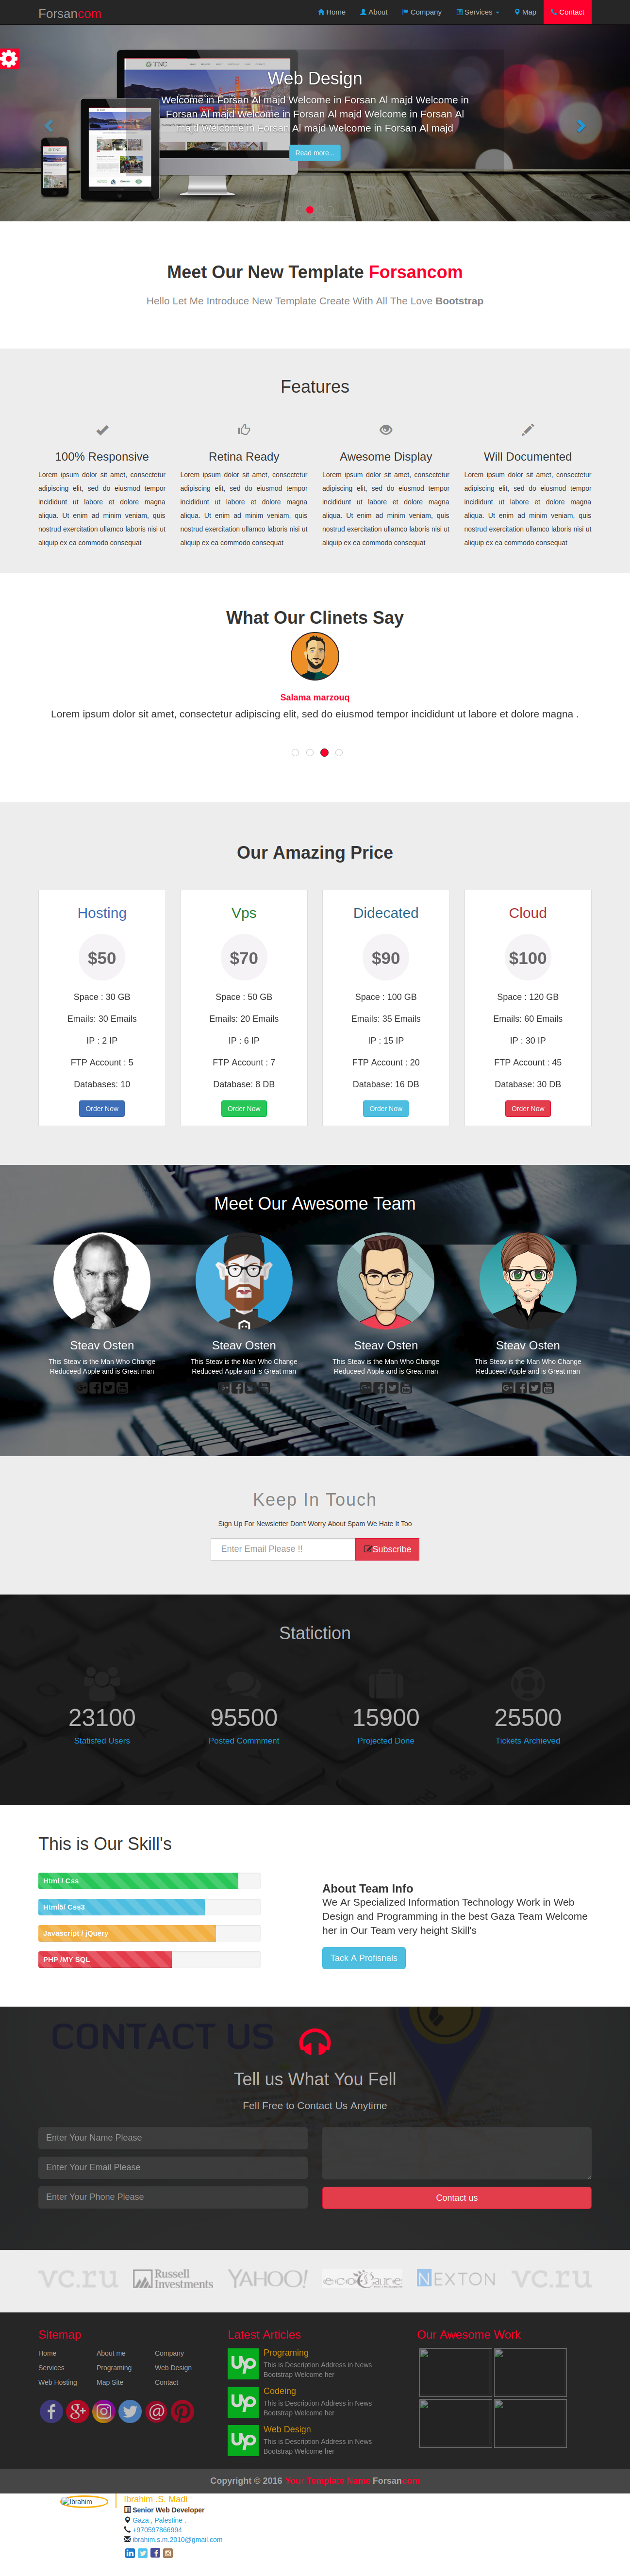 Forsancom
Home
About
Company
Services
Map
Contact
Web Design
Welcome in Forsan Al majd Welcome in Forsan Al majd Welcome in
Forsan Al majd Welcome in Forsan Al majd Welcome in Forsan Al
majd Welcome in Forsan Al majd Welcome in Forsan Al majd
Read more...
Meet Our New Template Forsancom
Hello Let Me Introduce New Template Create With All The Love Bootstrap
Features
100% Responsive
Lorem ipsum dolor sit amet, consectetur
adipiscing elit, sed do eiusmod tempor
incididunt ut labore et dolore magna
aliqua. Ut enim ad minim veniam, quis
nostrud exercitation ullamco laboris nisi ut
aliquip ex ea commodo consequat
Retina Ready
Lorem ipsum dolor sit amet, consectetur
adipiscing elit, sed do eiusmod tempor
incididunt ut labore et dolore magna
aliqua. Ut enim ad minim veniam, quis
nostrud exercitation ullamco laboris nisi ut
aliquip ex ea commodo consequat
Awesome Display
Lorem ipsum dolor sit amet, consectetur
adipiscing elit, sed do eiusmod tempor
incididunt ut labore et dolore magna
aliqua. Ut enim ad minim veniam, quis
nostrud exercitation ullamco laboris nisi ut
aliquip ex ea commodo consequat
Will Documented
Lorem ipsum dolor sit amet, consectetur
adipiscing elit, sed do eiusmod tempor
incididunt ut labore et dolore magna
aliqua. Ut enim ad minim veniam, quis
nostrud exercitation ullamco laboris nisi ut
aliquip ex ea commodo consequat
What Our Clinets Say
Salama marzouq
Lorem ipsum dolor sit amet, consectetur adipiscing elit, sed do eiusmod tempor incididunt ut labore et dolore magna .
Our Amazing Price
Hosting
$50
Space : 30 GB
Emails: 30 Emails
IP : 2 IP
FTP Account : 5
Databases: 10
Order Now
Vps
$70
Space : 50 GB
Emails: 20 Emails
IP : 6 IP
FTP Account : 7
Database: 8 DB
Order Now
Didecated
$90
Space : 100 GB
Emails: 35 Emails
IP : 15 IP
FTP Account : 20
Database: 16 DB
Order Now
Cloud
$100
Space : 120 GB
Emails: 60 Emails
IP : 30 IP
FTP Account : 45
Database: 30 DB
Order Now
Meet Our Awesome Team
Steav Osten
This Steav is the Man Who Change
Reduceed Apple and is Great man
Steav Osten
This Steav is the Man Who Change
Reduceed Apple and is Great man
Steav Osten
This Steav is the Man Who Change
Reduceed Apple and is Great man
Steav Osten
This Steav is the Man Who Change
Reduceed Apple and is Great man
Keep In Touch
Sign Up For Newsletter Don't Worry About Spam We Hate It Too
Enter Email Please !!
Subscribe
Statiction
23100
Statisfed Users
95500
Posted Commment
15900
Projected Done
25500
Tickets Archieved
This is Our Skill's
Html / Css
Html5/ Css3
Javascript / jQuery
PHP /MY SQL
About Team Info
We Ar Specialized Information Technology Work in Web
Design and Programming in the best Gaza Team Welcome
her in Our Team very height Skill's
Tack A Profisnals
CONTACT US
Tell us What You Fell
Fell Free to Contact Us Anytime
Enter Your Name Please
Enter Your Email Please
Enter Your Phone Please
Contact us
vc.ru
Russell
Investments
YAHOO!
ecoware
NEXTON
vc.ru
Sitemap
Home
About me
Company
Services
Programing
Web Design
Web Hosting
Map Site
Contact
Latest Articles
Up
Programing
This is Description Address in News
Bootstrap Welcome her
Up
Codeing
This is Description Address in News
Bootstrap Welcome her
Up
Web Design
This is Description Address in News
Bootstrap Welcome her
Our Awesome Work
Copyright © 2016 Your Template Name Forsancom
Ibrahim
Ibrahim .S. Madi
Senior Web Developer
Gaza , Palestine .
+970597866994
ibrahim.s.m.2010@gmail.com